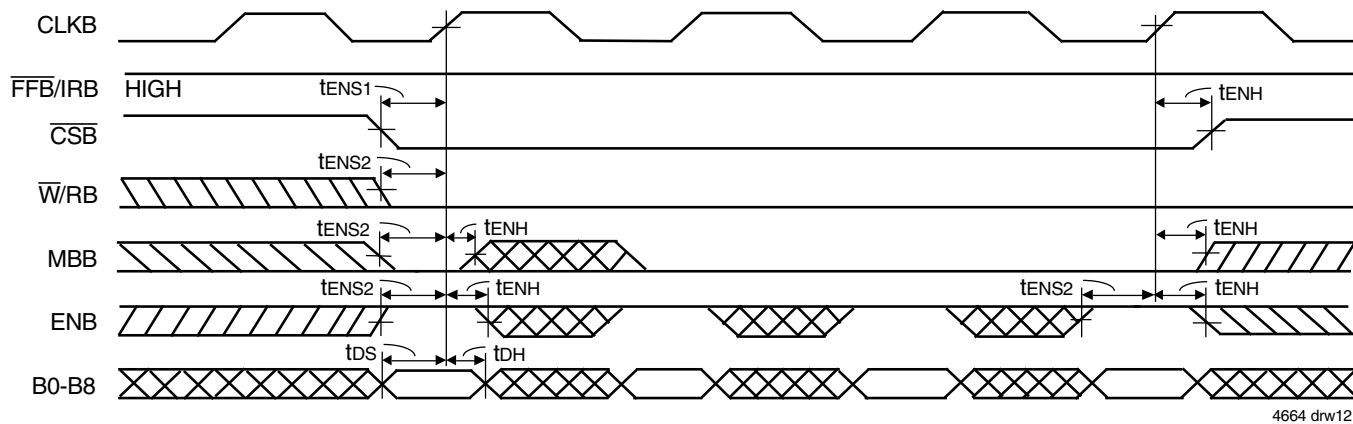 CLKB
FFB/IRB HIGH
tENS1
tENH
CSB
tENS2
W/RB
tENS2
tENH
tENH
MBB
tENS2
tENH
tENS2
tENH
ENB
tDS
tDH
B0-B8
4664 drw12